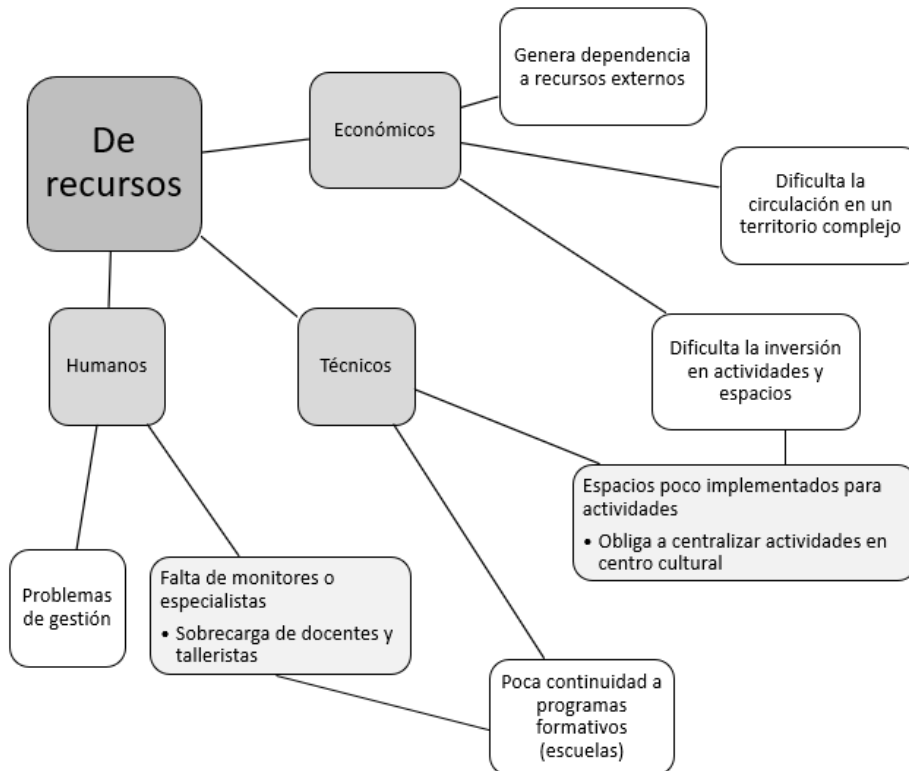 Genera dependencia
a recursos externos
De
recursos
Económicos
Dificulta la
circulación en un
territorio complejo
Humanos
Técnicos
Dificulta la inversión
en actividades y
espacios
Espacios poco implementados para
actividades
• Obliga a centralizar actividades en
centro cultural
Problemas
de gestión
Falta de monitores o
especialistas
• Sobrecarga de docentes y
talleristas
Poca continuidad a
programas
formativos
(escuelas)